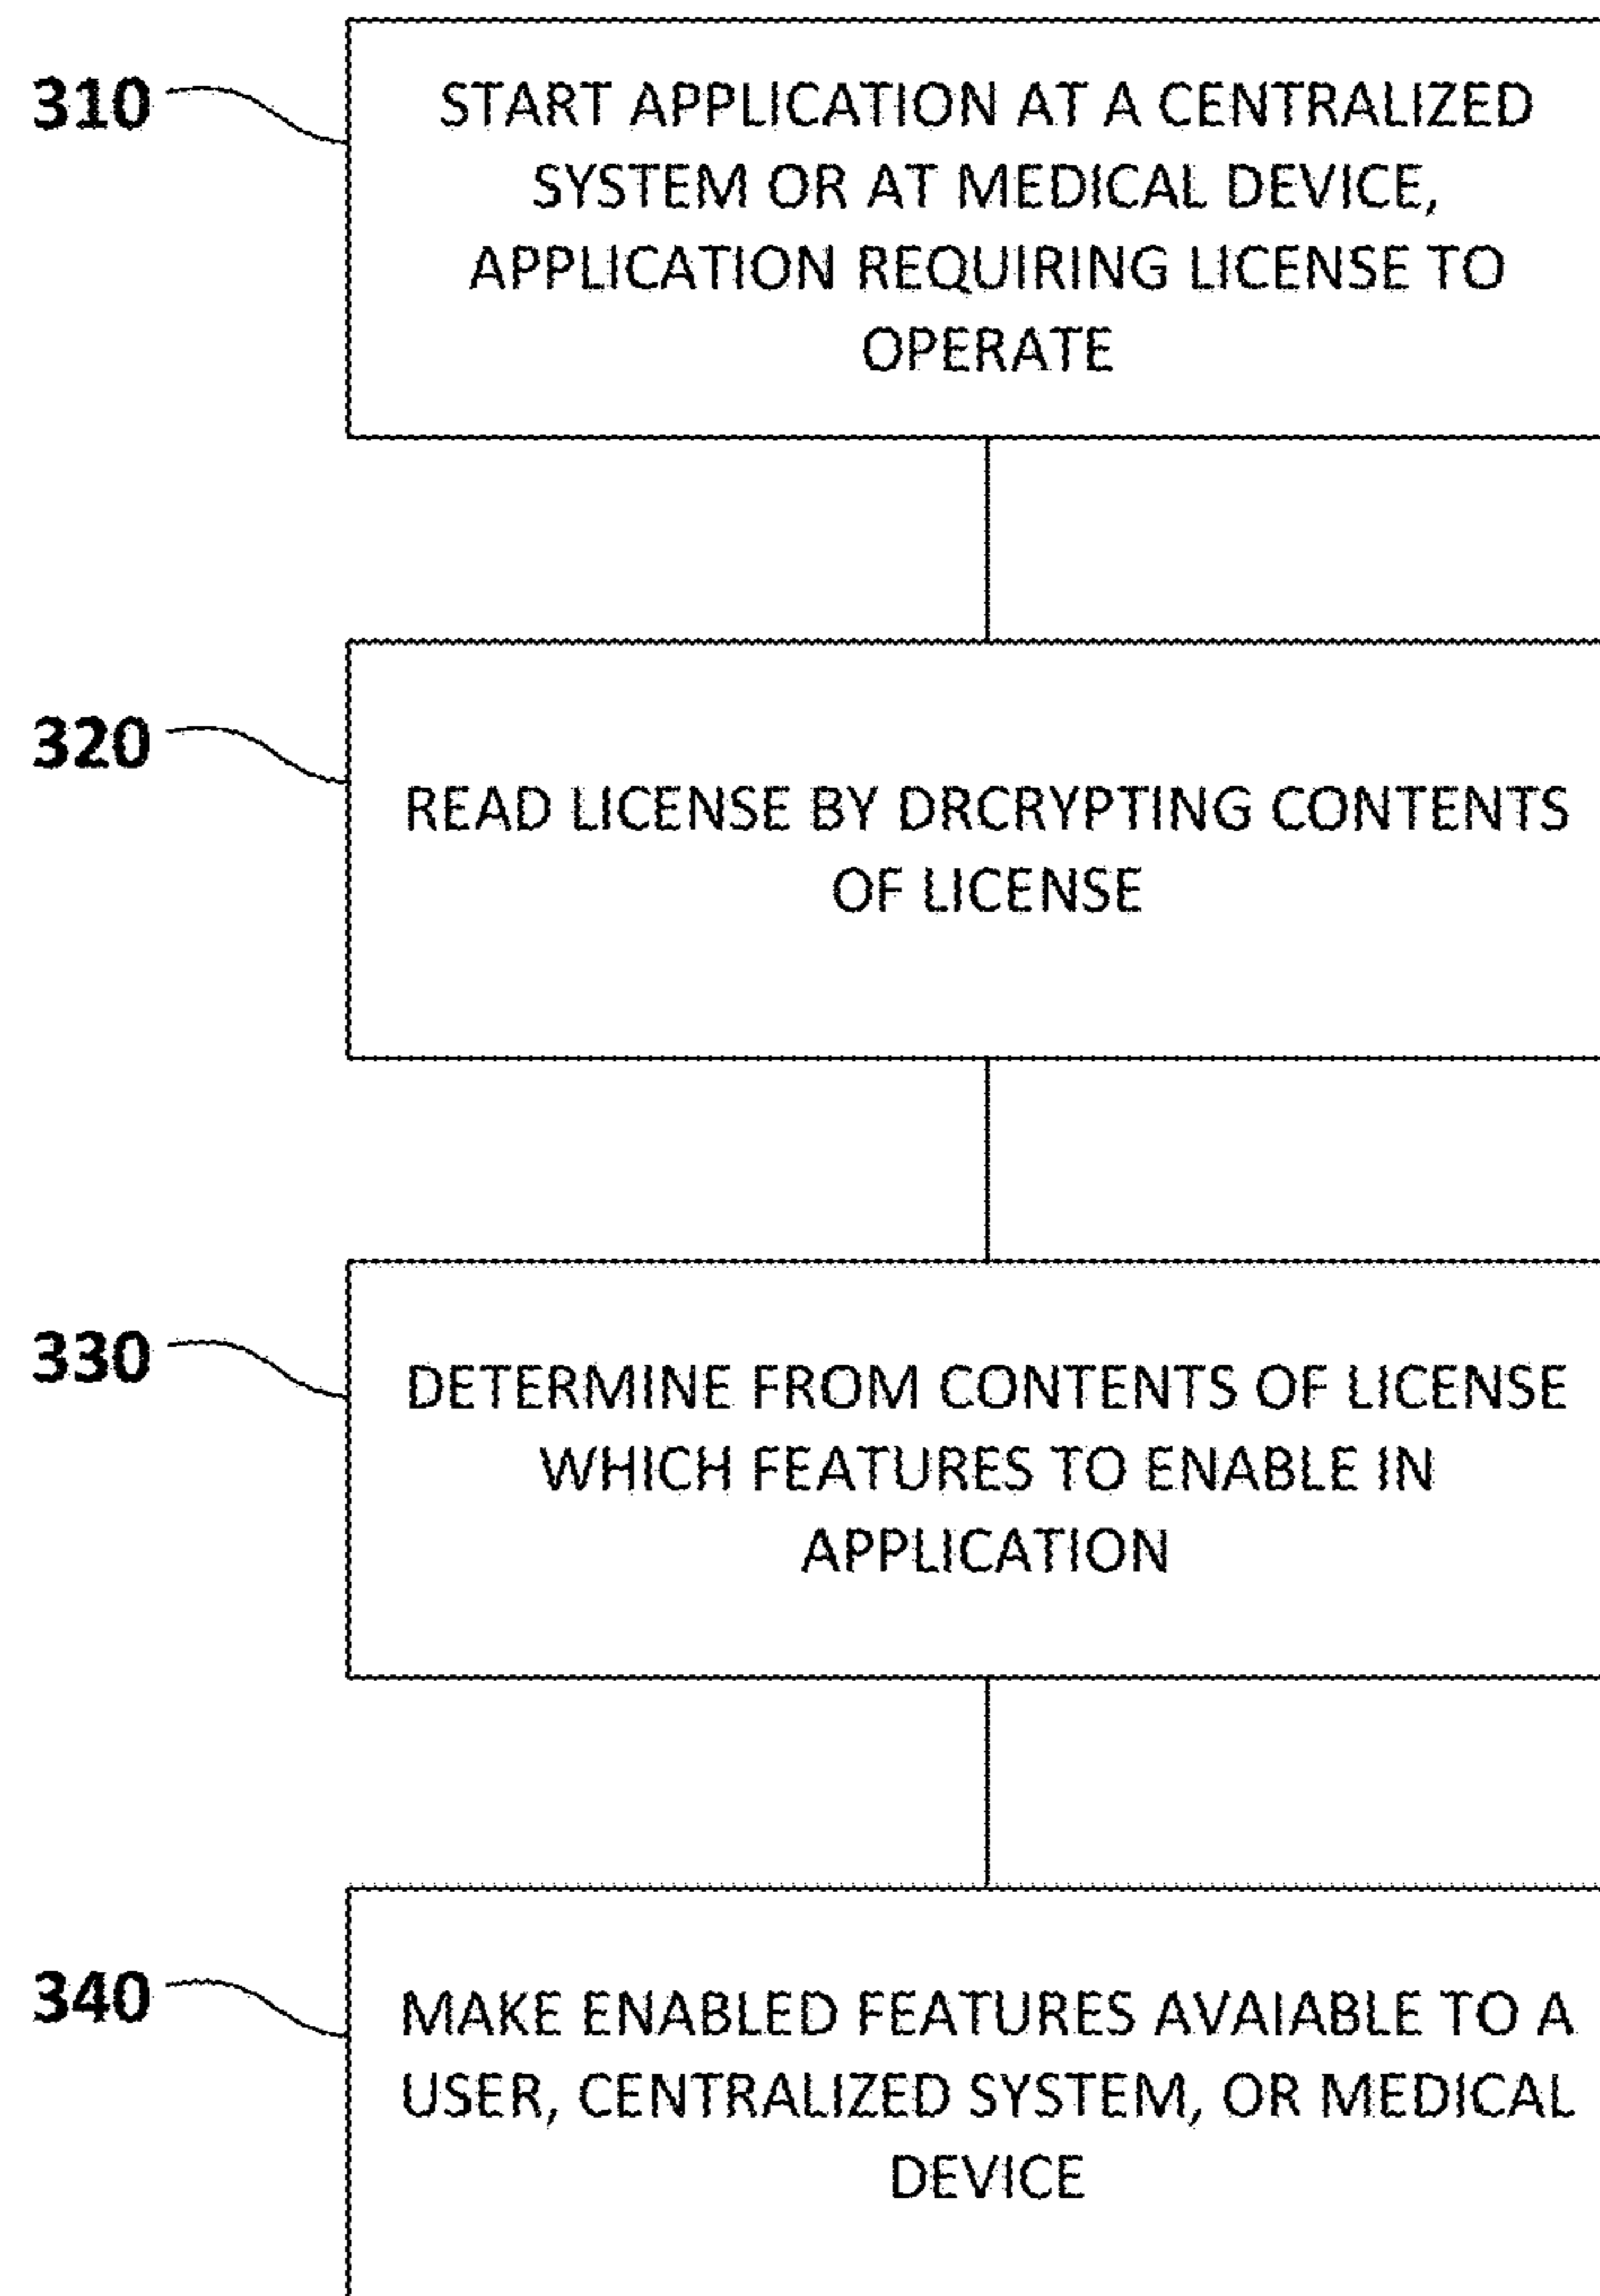 310
START APPLICATION AT A CENTRALIZED
SYSTEM OR AT MEDICAL DEVICE,
APPLICATION REQUIRING LICENSE TO
OPERATE
320
READ LICENSE BY DRCRYPTING CONTENTS
OF LICENSE
330
DETERMINE FROM CONTENTS OF LICENSE
WHICH FEATURES TO ENABLE IN
APPLICATION
340
MAKE ENABLED FEATURES AVAIABLE TO A
USER, CENTRALIZED SYSTEM, OR MEDICAL
DEVICE